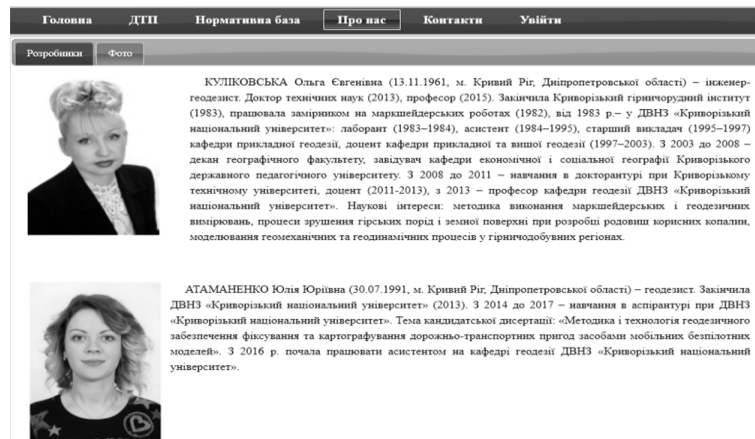 Головна ДТП Нормативна база Про нас Контакти Увійти
Розробники Фото
КУЛІКОВСЬКА Ольга Євгенівна (13.11.1961, м. Кривий Ріг, Дніпропетровської області) – інженер-
геодезист. Доктор технічних наук (2013), професор (2015). Закінчила Криворізький гірничорудний інститут
(1983), працювала замірником на маркшейдерських роботах (1982), від 1983 р.– у ДВНЗ «Криворізький
національний університет»: лаборант (1983–1984), асистент (1984–1995), старший викладач (1995–1997)
кафедри прикладної геодезії, доцент кафедри прикладної та вищої геодезії (1997–2003). З 2003 до 2008 –
декан географічного факультету, завідувач кафедри економічної і соціальної географії Криворізького
державного педагогічного університету. З 2008 до 2011 – навчання в докторантурі при Криворізькому
технічному університеті, доцент (2011-2013), з 2013 – професор кафедри геодезії ДВНЗ «Криворізький
національний університет». Наукові інтереси: методика виконання маркшейдерських і геодезичних
вимірювань, процеси зрушення гірських порід і земної поверхні при розробці родовищ корисних копалин,
моделювання геомеханічних та геодинамічних процесів у гірничодобувних регіонах.
АТАМАНЕНКО Юлія Юріївна (30.07.1991, м. Кривий Ріг, Дніпропетровської області) – геодезист. Закінчила
ДВНЗ «Криворізький національний університет» (2013). З 2014 до 2017 – навчання в аспірантурі при ДВНЗ
«Криворізький національний університет». Тема кандидатської дисертації: «Методика і технологія геодезичного
забезпечення фіксування та картографування дорожньо-транспортних пригод засобами мобільних безпілотних
моделей». З 2016 р. почала працювати асистентом на кафедрі геодезії ДВНЗ «Криворізький національний
університет».